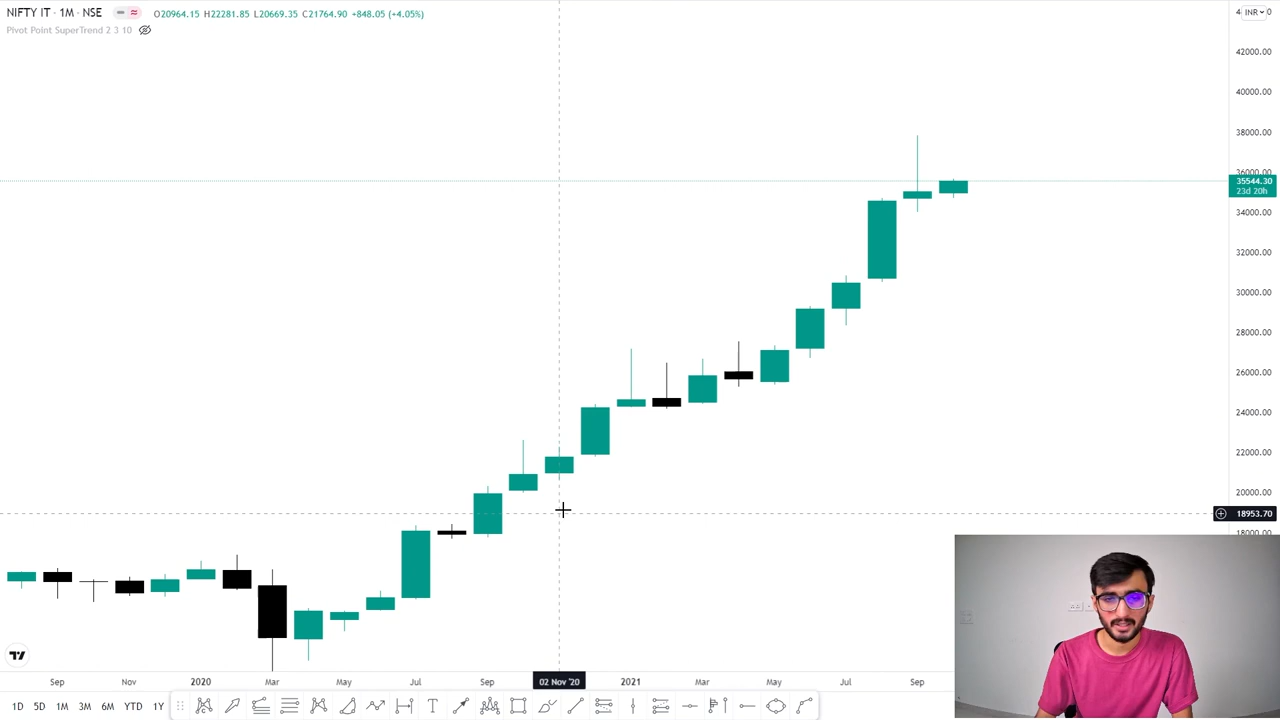 NIFTY IT · 1M · NSE O20964.15 H22281.85 L20669.35 C21764.90 +848.05 (+4.05%)
Pivot Point SuperTrend 2 3 10
INR
42000.00
40000.00
38000.00
36000.00
35544.30
23d 20h
34000.00
32000.00
30000.00
28000.00
26000.00
24000.00
22000.00
20000.00
18953.70
18000.00
Sep Nov 2020 Mar May Jul Sep 02 Nov '20 2021 Mar May Jul Sep
1D 5D 1M 3M 6M YTD 1Y T